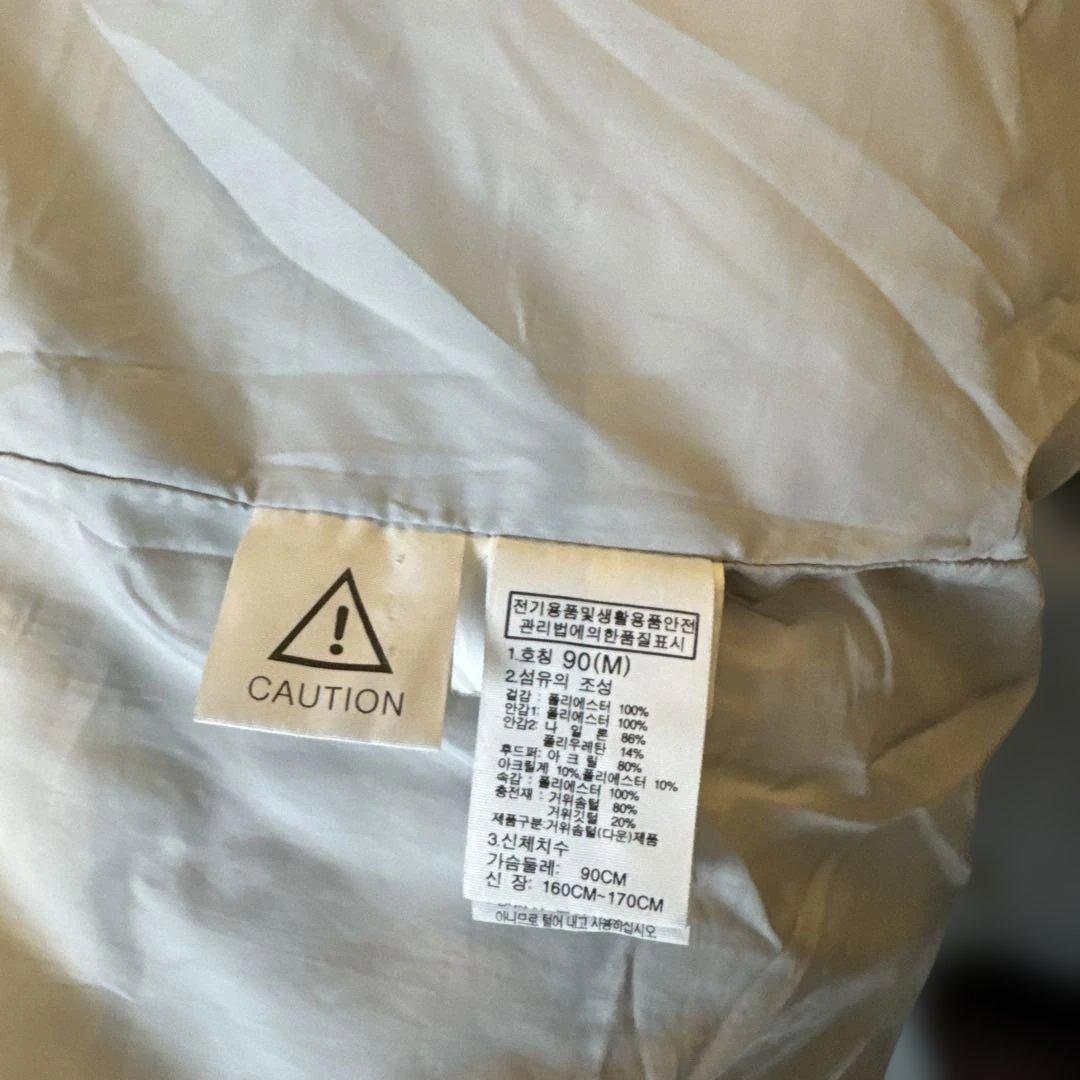 CAUTION
전기용품및생활용품안전
관리법에의한품질표시
1.호칭 90(M)
2.섬유의 조성
겉감 : 폴리에스터 100%
안감1: 폴리에스터 100%
안감2: 나 일 론 86%
폴리우레탄 14%
후드퍼: 아 크 릴 80%
아크릴계 10%,폴리에스터 10%
속감 : 폴리에스터 100%
충전재 : 거위솜털 80%
거위깃털 20%
제품구분:거위솜털(다운)제품
3.신체치수
가슴둘레: 90CM
신 장: 160CM~170CM
아니므로 털어 내고 사용하십시오